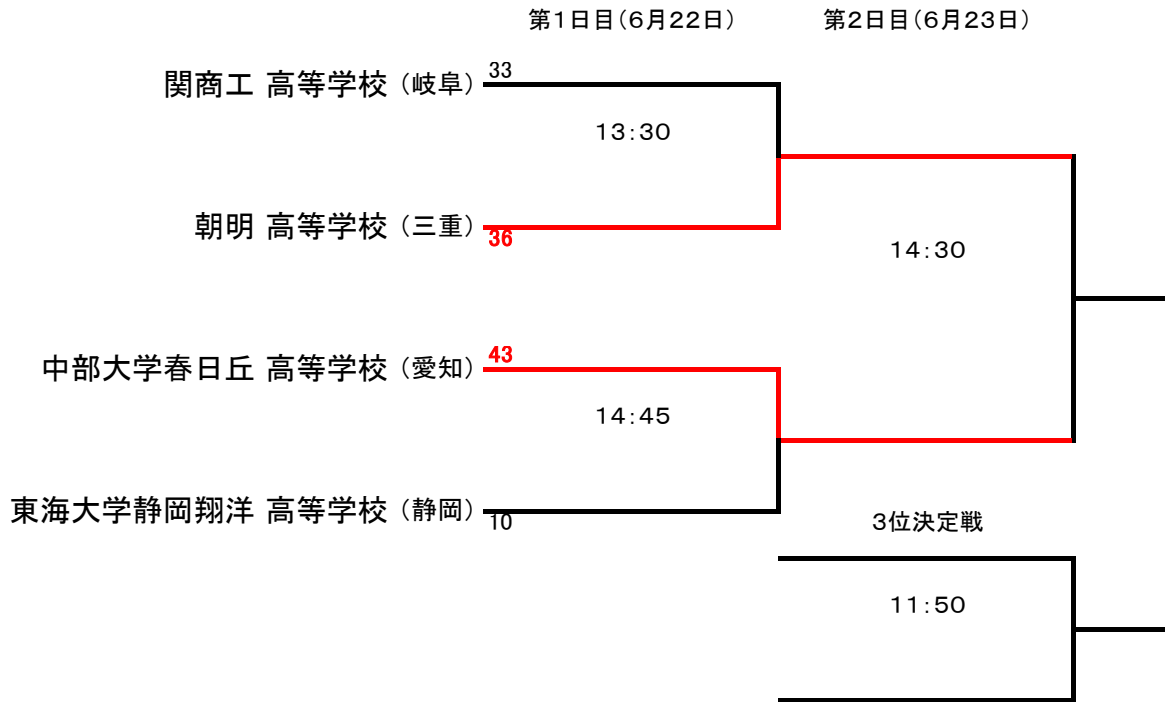 第1日目(6月22日)
第2日目(6月23日)
関商工 高等学校 (岐阜)
33
13:30
朝明 高等学校 (三重)
36
14:30
中部大学春日丘 高等学校 (愛知)
43
14:45
東海大学静岡翔洋 高等学校 (静岡)
10
3位決定戦
11:50